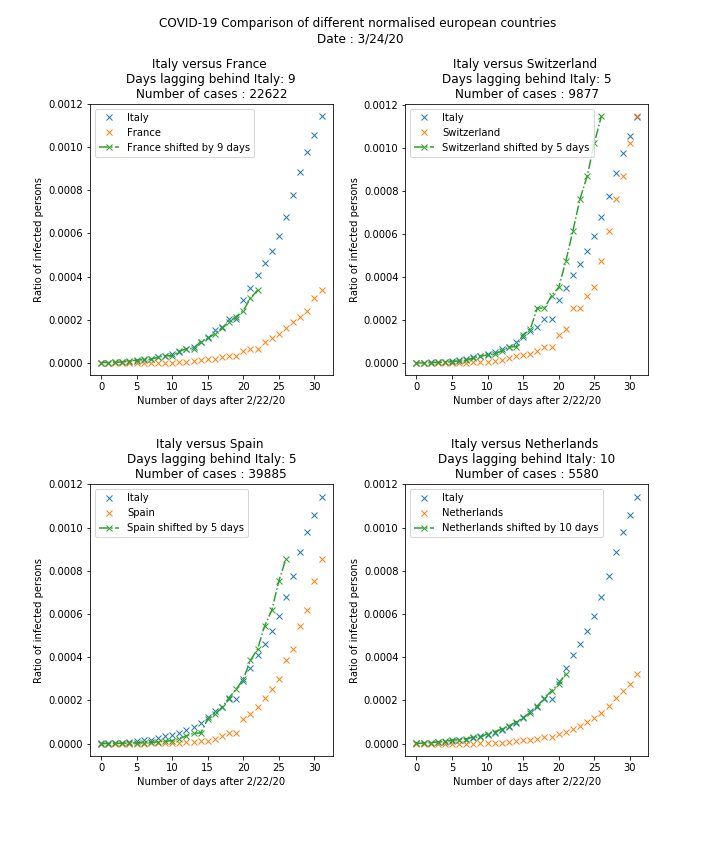 COVID-19 Comparison of different normalised european countries
Date : 3/24/20
Italy versus France
Days lagging behind Italy: 9
Number of cases : 22622
0.0012
0.0010
0.0008
0.0006
0.0004
0.0002
0.0000
Ratio of infected persons
Italy
France
France shifted by 9 days
0 5 10 15 20 25 30
Number of days after 2/22/20
Italy versus Switzerland
Days lagging behind Italy: 5
Number of cases : 9877
0.0012
0.0010
0.0008
0.0006
0.0004
0.0002
0.0000
Ratio of infected persons
Italy
Switzerland
Switzerland shifted by 5 days
0 5 10 15 20 25 30
Number of days after 2/22/20
Italy versus Spain
Days lagging behind Italy: 5
Number of cases : 39885
0.0012
0.0010
0.0008
0.0006
0.0004
0.0002
0.0000
Ratio of infected persons
Italy
Spain
Spain shifted by 5 days
0 5 10 15 20 25 30
Number of days after 2/22/20
Italy versus Netherlands
Days lagging behind Italy: 10
Number of cases : 5580
0.0012
0.0010
0.0008
0.0006
0.0004
0.0002
0.0000
Ratio of infected persons
Italy
Netherlands
Netherlands shifted by 10 days
0 5 10 15 20 25 30
Number of days after 2/22/20